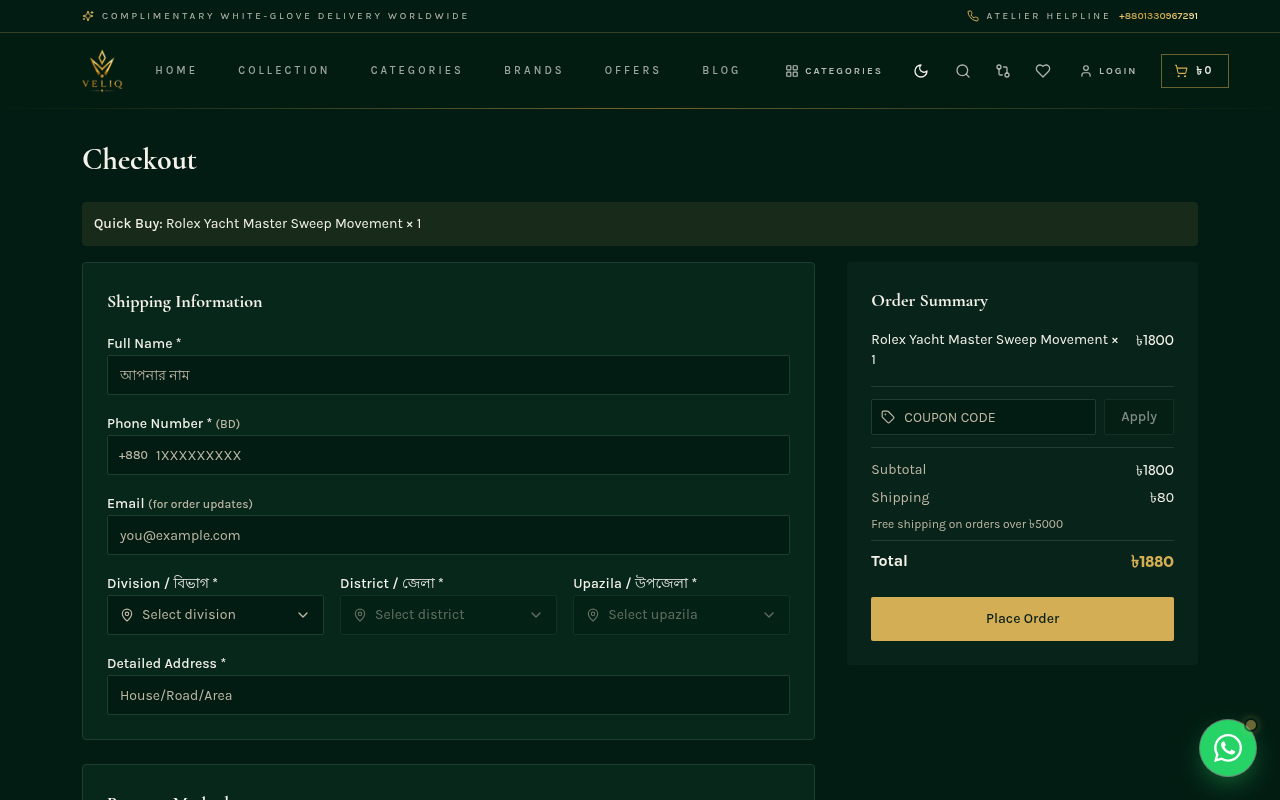 COMPLIMENTARY WHITE-GLOVE DELIVERY WORLDWIDE
ATELIER HELPLINE +8801330967291
VELIQ
HOME COLLECTION CATEGORIES BRANDS OFFERS BLOG CATEGORIES LOGIN ৳ 0
Checkout
Quick Buy: Rolex Yacht Master Sweep Movement × 1
Shipping Information
Full Name *
আপনার নাম
Phone Number * (BD)
+880 1XXXXXXXXX
Email (for order updates)
you@example.com
Division / বিভাগ * District / জেলা * Upazila / উপজেলা *
Select division Select district Select upazila
Detailed Address *
House/Road/Area
Order Summary
Rolex Yacht Master Sweep Movement × ৳1800
1
COUPON CODE Apply
Subtotal ৳1800
Shipping ৳80
Free shipping on orders over ৳5000
Total ৳1880
Place Order